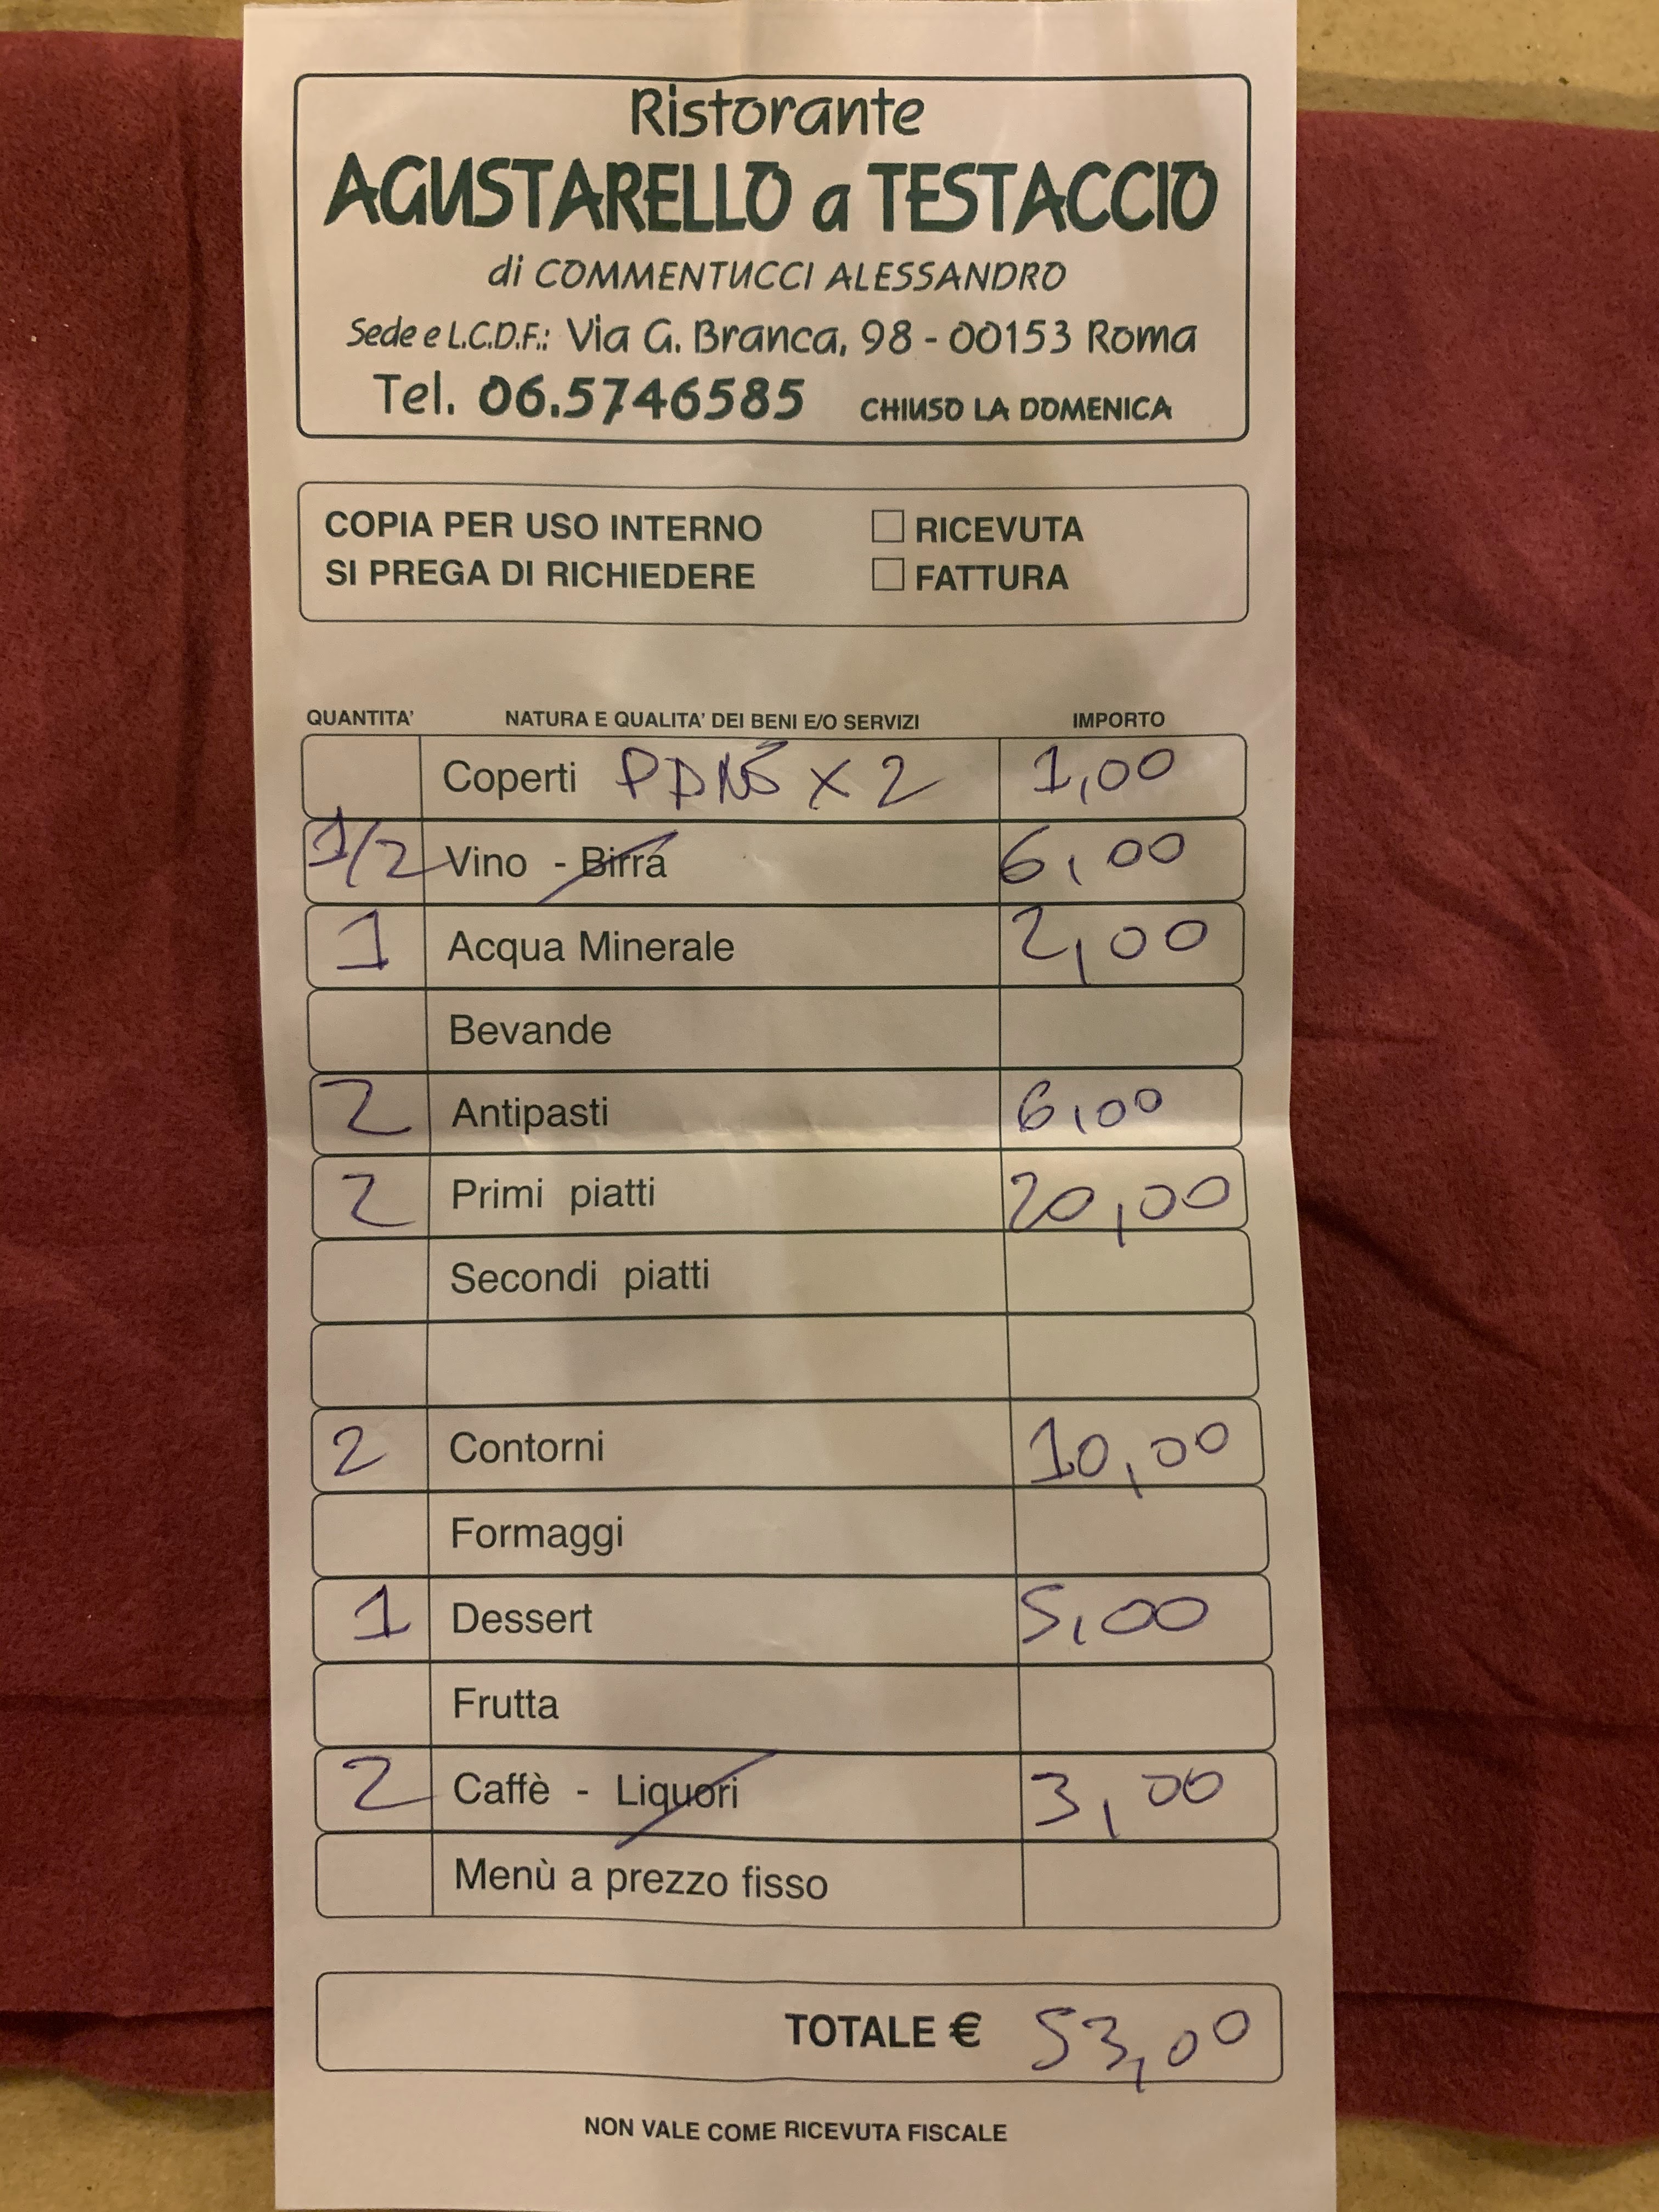 Ristorante
AGUSTARELLO a TESTACCIO
di COMMENTUCCI ALESSANDRO
Sede e L.C.D.F.: Via G. Branca, 98 - 00153 Roma
Tel. 06.5746585 CHIUSO LA DOMENICA
COPIA PER USO INTERNO RICEVUTA
SI PREGA DI RICHIEDERE FATTURA
QUANTITA' NATURA E QUALITA' DEI BENI E/O SERVIZI IMPORTO
Coperti PANE X 2 1,00
1/2 Vino - Birra 6,00
1 Acqua Minerale 2,00
Bevande
2 Antipasti 6,00
2 Primi piatti 20,00
Secondi piatti
2 Contorni 10,00
Formaggi
1 Dessert 5,00
Frutta
2 Caffè - Liquori 3,00
Menù a prezzo fisso
TOTALE € 53,00
NON VALE COME RICEVUTA FISCALE